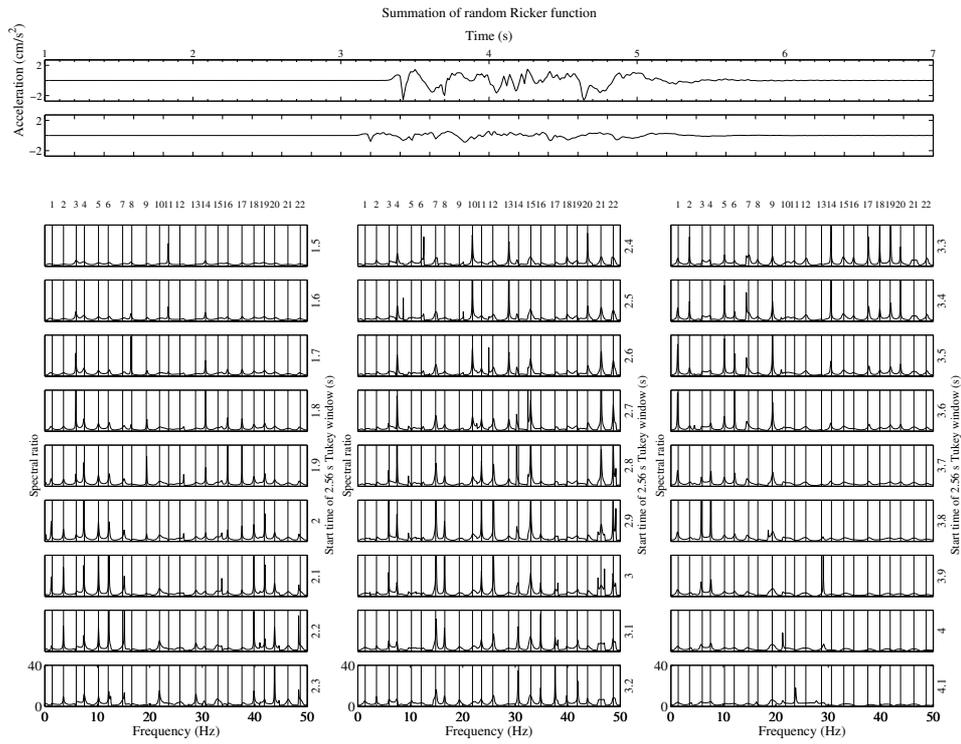 Summation of random Ricker function
Time (s)
1 2 3 4 5 6 7
Acceleration (cm/s²)
2
−2
2
−2
1 2 3 4 5 6 7 8 9 10 11 12 13 14 15 16 17 18 19 20 21 22
1 2 3 4 5 6 7 8 9 10 11 12 13 14 15 16 17 18 19 20 21 22
1 2 3 4 5 6 7 8 9 10 11 12 13 14 15 16 17 18 19 20 21 22
1.5 2.4 3.3
1.6 2.5 3.4
1.7 2.6 3.5
1.8 2.7 3.6
1.9 2.8 3.7
2 2.9 3.8
2.1 3 3.9
2.2 3.1 4
2.3 3.2 4.1
Spectral ratio
Start time of 2.56 s Tukey window (s)
Spectral ratio
Start time of 2.56 s Tukey window (s)
Spectral ratio
Start time of 2.56 s Tukey window (s)
40 40 40
0 0 0
0 10 20 30 40 50
0 10 20 30 40 50
0 10 20 30 40 50
Frequency (Hz)
Frequency (Hz)
Frequency (Hz)